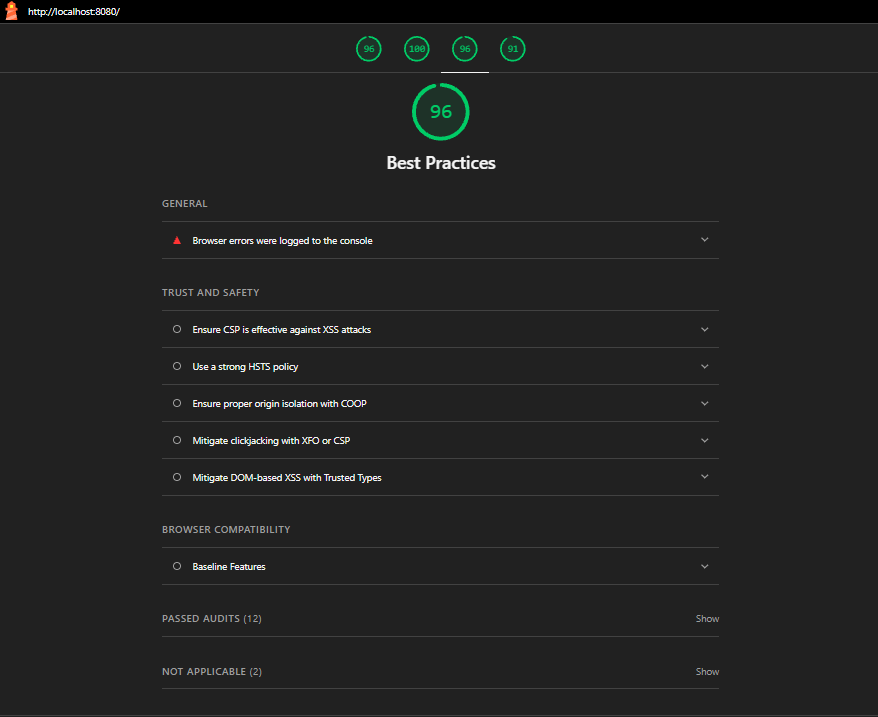 http://localhost:8080/
96 100 96 91
96
Best Practices
GENERAL
Browser errors were logged to the console
TRUST AND SAFETY
Ensure CSP is effective against XSS attacks
Use a strong HSTS policy
Ensure proper origin isolation with COOP
Mitigate clickjacking with XFO or CSP
Mitigate DOM-based XSS with Trusted Types
BROWSER COMPATIBILITY
Baseline Features
PASSED AUDITS (12) Show
NOT APPLICABLE (2) Show